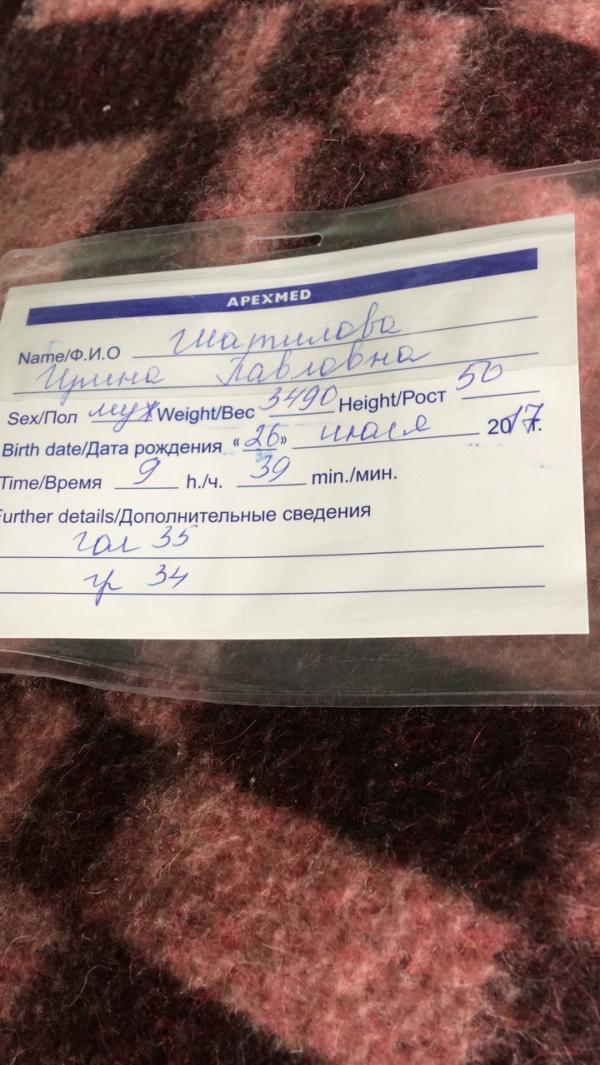 APEXMED
Name/Ф.И.О Шатилова
Ирина Павловна
Sex/Пол муж Weight/Вес 3490 Height/Рост 50
Birth date/Дата рождения «26» июля 2017 г.
Time/Время 9 h./ч. 39 min./мин.
Further details/Дополнительные сведения
гол 35
гр 34